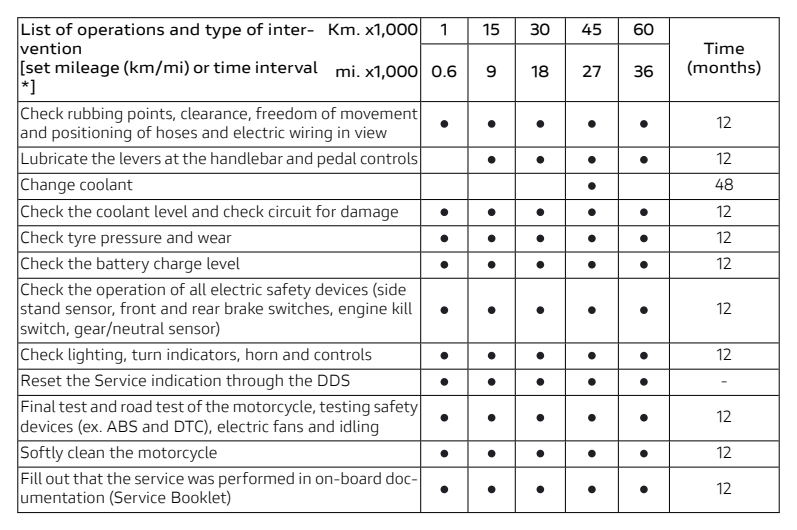 List of operations and type of inter- Km. x1,000 1 15 30 45 60 Time (months)
vention
[set mileage (km/mi) or time interval mi. x1,000 0.6 9 18 27 36
*]
Check rubbing points, clearance, freedom of movement
and positioning of hoses and electric wiring in view ● ● ● ● ● 12
Lubricate the levers at the handlebar and pedal controls ● ● ● ● 12
Change coolant ● 48
Check the coolant level and check circuit for damage ● ● ● ● ● 12
Check tyre pressure and wear ● ● ● ● ● 12
Check the battery charge level ● ● ● ● ● 12
Check the operation of all electric safety devices (side
stand sensor, front and rear brake switches, engine kill ● ● ● ● ● 12
switch, gear/neutral sensor)
Check lighting, turn indicators, horn and controls ● ● ● ● ● 12
Reset the Service indication through the DDS ● ● ● ● ● -
Final test and road test of the motorcycle, testing safety
devices (ex. ABS and DTC), electric fans and idling ● ● ● ● ● 12
Softly clean the motorcycle ● ● ● ● ● 12
Fill out that the service was performed in on-board doc-
umentation (Service Booklet) ● ● ● ● ● 12